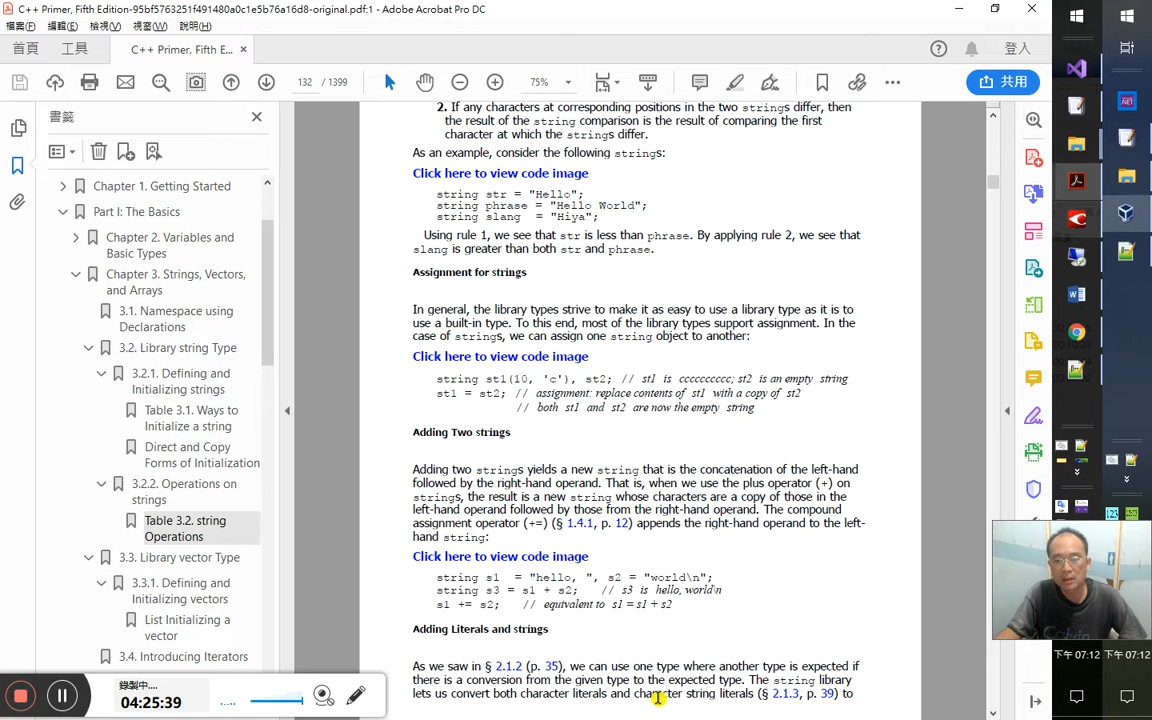 C++ Primer, Fifth Edition-95bf5763251f491480a0c1e5b76a16d8-original.pdf:1 - Adobe Acrobat Pro DC
檔案(F) 編輯(E) 檢視(V) 視窗(W) 說明(H)
首頁 工具 C++ Primer, Fifth E... × 登入
132 / 1399 75% 共用
書籤
Chapter 1. Getting Started
Part I: The Basics
Chapter 2. Variables and
Basic Types
Chapter 3. Strings, Vectors,
and Arrays
3.1. Namespace using
Declarations
3.2. Library string Type
3.2.1. Defining and
Initializing strings
Table 3.1. Ways to
Initialize a string
Direct and Copy
Forms of Initialization
3.2.2. Operations on
strings
Table 3.2. string
Operations
3.3. Library vector Type
3.3.1. Defining and
Initializing vectors
List Initializing a
vector
3.4. Introducing Iterators
2. If any characters at corresponding positions in the two strings differ, then
the result of the string comparison is the result of comparing the first
character at which the strings differ.
As an example, consider the following strings:
Click here to view code image
string str = "Hello";
string phrase = "Hello World";
string slang  = "Hiya";
Using rule 1, we see that str is less than phrase. By applying rule 2, we see that
slang is greater than both str and phrase.
Assignment for strings
In general, the library types strive to make it as easy to use a library type as it is to
use a built-in type. To this end, most of the library types support assignment. In the
case of strings, we can assign one string object to another:
Click here to view code image
string st1(10, 'c'), st2; // st1 is cccccccccc; st2 is an empty string
st1 = st2; // assignment: replace contents of st1 with a copy of st2
// both st1 and st2 are now the empty string
Adding Two strings
Adding two strings yields a new string that is the concatenation of the left-hand
followed by the right-hand operand. That is, when we use the plus operator (+) on
strings, the result is a new string whose characters are a copy of those in the
left-hand operand followed by those from the right-hand operand. The compound
assignment operator (+=) (§ 1.4.1, p. 12) appends the right-hand operand to the left-
hand string:
Click here to view code image
string s1  = "hello, ", s2 = "world\n";
string s3 = s1 + s2;   // s3 is hello, world\n
s1 += s2;   // equivalent to s1 = s1 + s2
Adding Literals and strings
As we saw in § 2.1.2 (p. 35), we can use one type where another type is expected if
there is a conversion from the given type to the expected type. The string library
lets us convert both character literals and character string literals (§ 2.1.3, p. 39) to
錄製中...
04:25:39
下午 07:12 下午 07:12